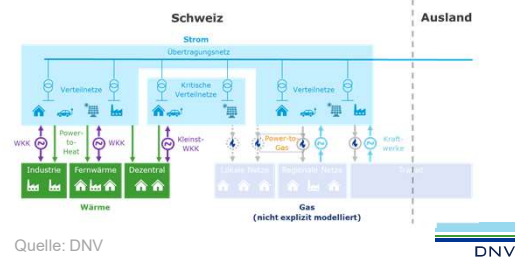 Schweiz
Ausland
Strom
Übertragungsnetz
Verteilnetze
Kritische
Verteilnetze
Verteilnetze
WKK
Power-
to-
Heat
WKK
Kleinst-
WKK
Power-to
Gas
Kraft-
werke
Industrie
Fernwärme
Dezentral
Lokale Netze
Regionale Netze
Transit
Wärme
Gas
(nicht explizit modelliert)
Quelle: DNV
DNV